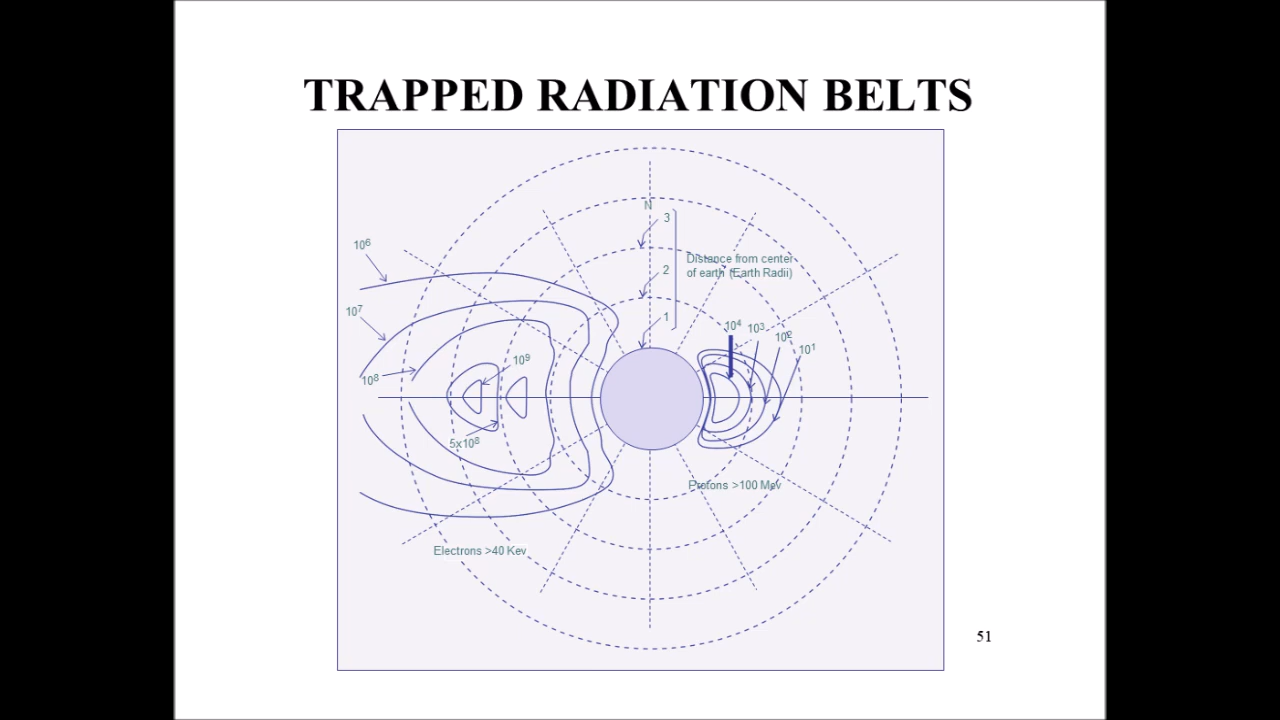 TRAPPED RADIATION BELTS
N
3
10⁶
Distance from center
of earth (Earth Radii)
2
10⁷
1
10⁴
10³
10²
10¹
10⁹
10⁸
5x10⁸
Protons >100 Mev
Electrons >40 Kev
51